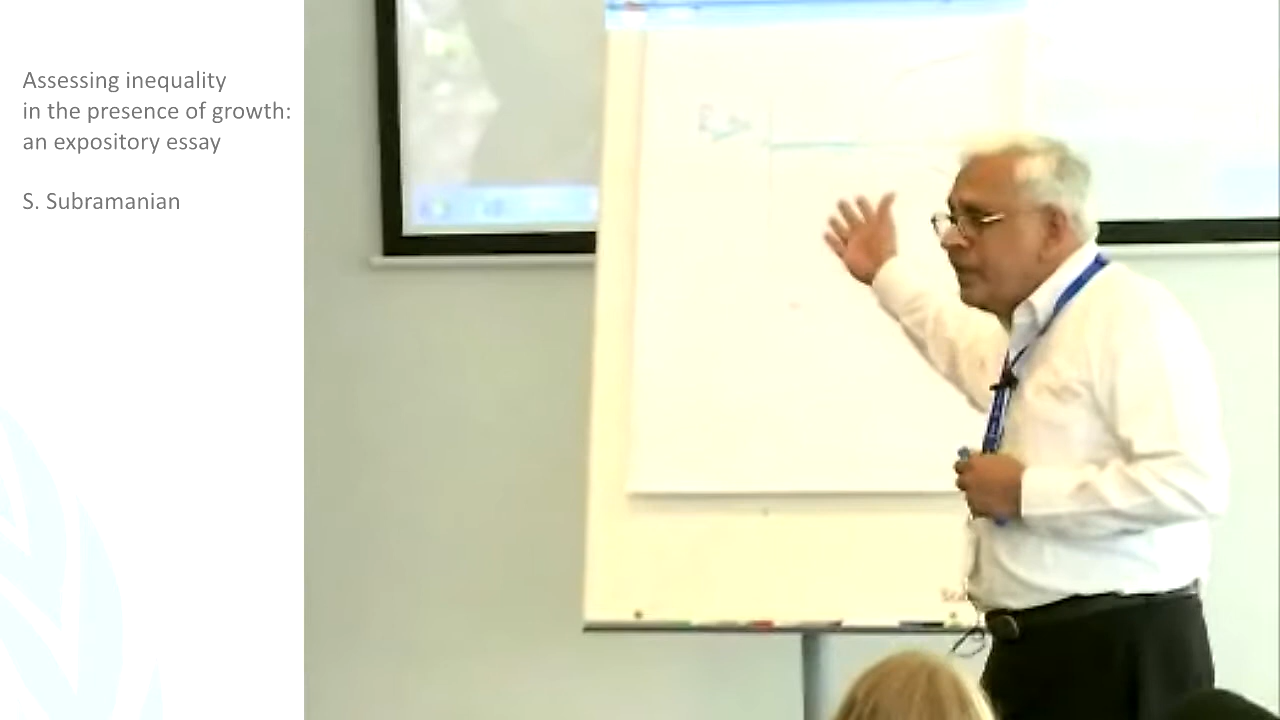 Assessing inequality
in the presence of growth:
an expository essay
S. Subramanian